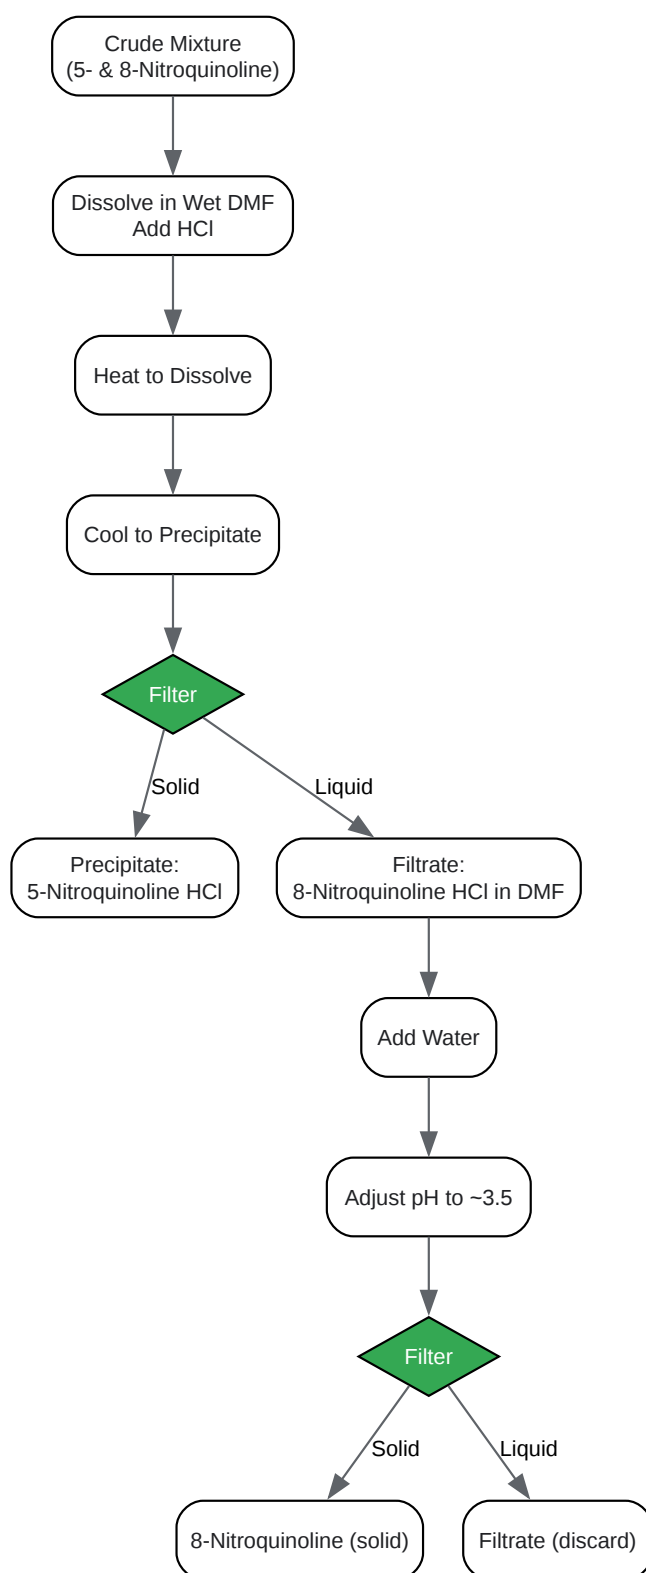 Crude Mixture
(5- & 8-Nitroquinoline)
Dissolve in Wet DMF
Add HCl
Heat to Dissolve
Cool to Precipitate
Filter
Solid
Liquid
Precipitate:
5-Nitroquinoline HCl
Filtrate:
8-Nitroquinoline HCl in DMF
Add Water
Adjust pH to ~3.5
Filter
Solid
Liquid
8-Nitroquinoline (solid)
Filtrate (discard)